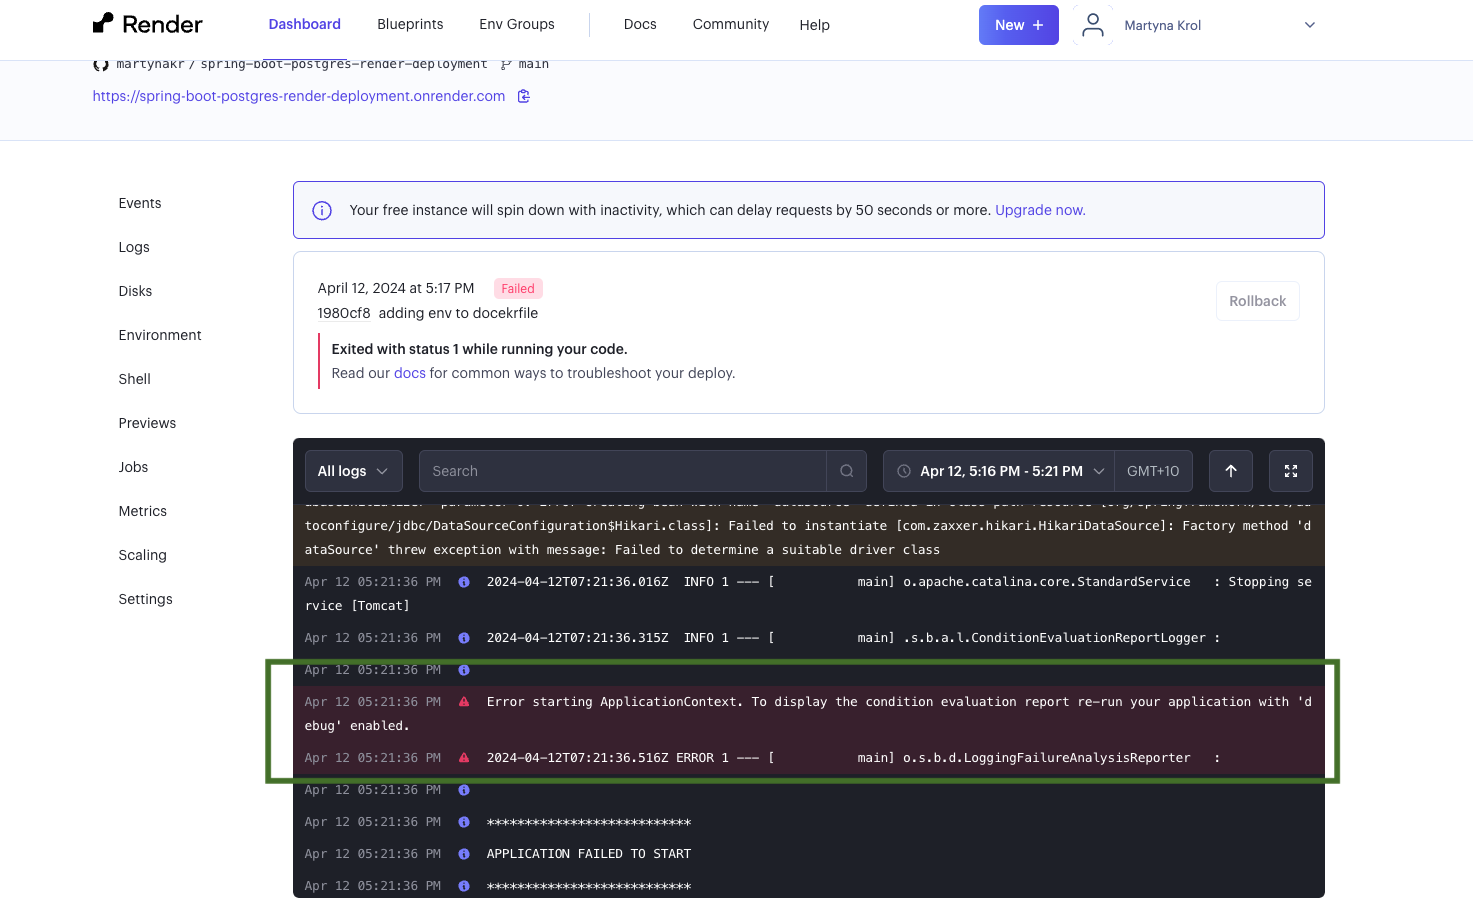 Render
Dashboard
Blueprints
Env Groups
Docs
Community
Help
New +
Martyna Krol
martynakr / spring-boot-postgres-render-deployment main
https://spring-boot-postgres-render-deployment.onrender.com
Events
Logs
Disks
Environment
Shell
Previews
Jobs
Metrics
Scaling
Settings
Your free instance will spin down with inactivity, which can delay requests by 50 seconds or more. Upgrade now.
April 12, 2024 at 5:17 PM Failed
1980cf8 adding env to docekrfile
Rollback
Exited with status 1 while running your code.
Read our docs for common ways to troubleshoot your deploy.
All logs
Search
Apr 12, 5:16 PM - 5:21 PM
GMT+10
toconfigure/jdbc/DataSourceConfiguration$Hikari.class]: Failed to instantiate [com.zaxxer.hikari.HikariDataSource]: Factory method 'd
ataSource' threw exception with message: Failed to determine a suitable driver class
Apr 12 05:21:36 PM 2024-04-12T07:21:36.016Z INFO 1 --- [ main] o.apache.catalina.core.StandardService : Stopping se
rvice [Tomcat]
Apr 12 05:21:36 PM 2024-04-12T07:21:36.315Z INFO 1 --- [ main] .s.b.a.l.ConditionEvaluationReportLogger :
Apr 12 05:21:36 PM
Apr 12 05:21:36 PM Error starting ApplicationContext. To display the condition evaluation report re-run your application with 'd
ebug' enabled.
Apr 12 05:21:36 PM 2024-04-12T07:21:36.516Z ERROR 1 --- [ main] o.s.b.d.LoggingFailureAnalysisReporter :
Apr 12 05:21:36 PM
Apr 12 05:21:36 PM ***************************
Apr 12 05:21:36 PM APPLICATION FAILED TO START
Apr 12 05:21:36 PM ***************************